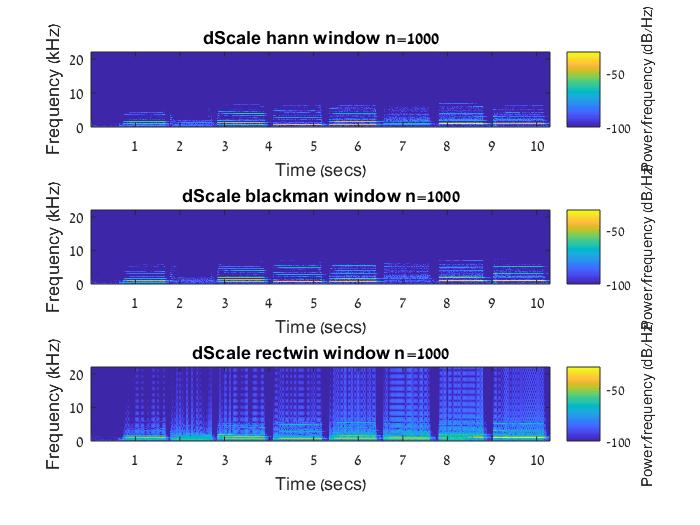 dScale hann window n=1000
Frequency (kHz)
20
10
0
1 2 3 4 5 6 7 8 9 10
Time (secs)
-50
-100
Power/frequency (dB/Hz)
dScale blackman window n=1000
Frequency (kHz)
20
10
0
1 2 3 4 5 6 7 8 9 10
Time (secs)
-50
-100
Power/frequency (dB/Hz)
dScale rectwin window n=1000
Frequency (kHz)
20
10
0
1 2 3 4 5 6 7 8 9 10
Time (secs)
-50
-100
Power/frequency (dB/Hz)